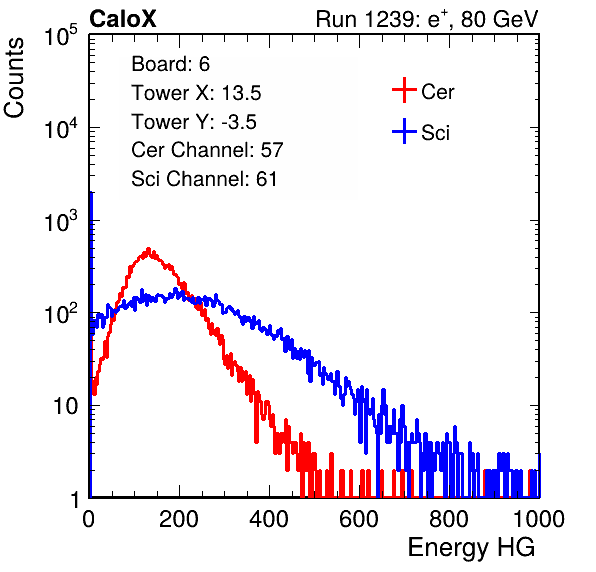 CaloX Run 1239: e⁺, 80 GeV
Counts
Board: 6
Tower X: 13.5
Tower Y: -3.5
Cer Channel: 57
Sci Channel: 61
Cer
Sci
10⁵
10⁴
10³
10²
10
1
0 200 400 600 800 1000
Energy HG